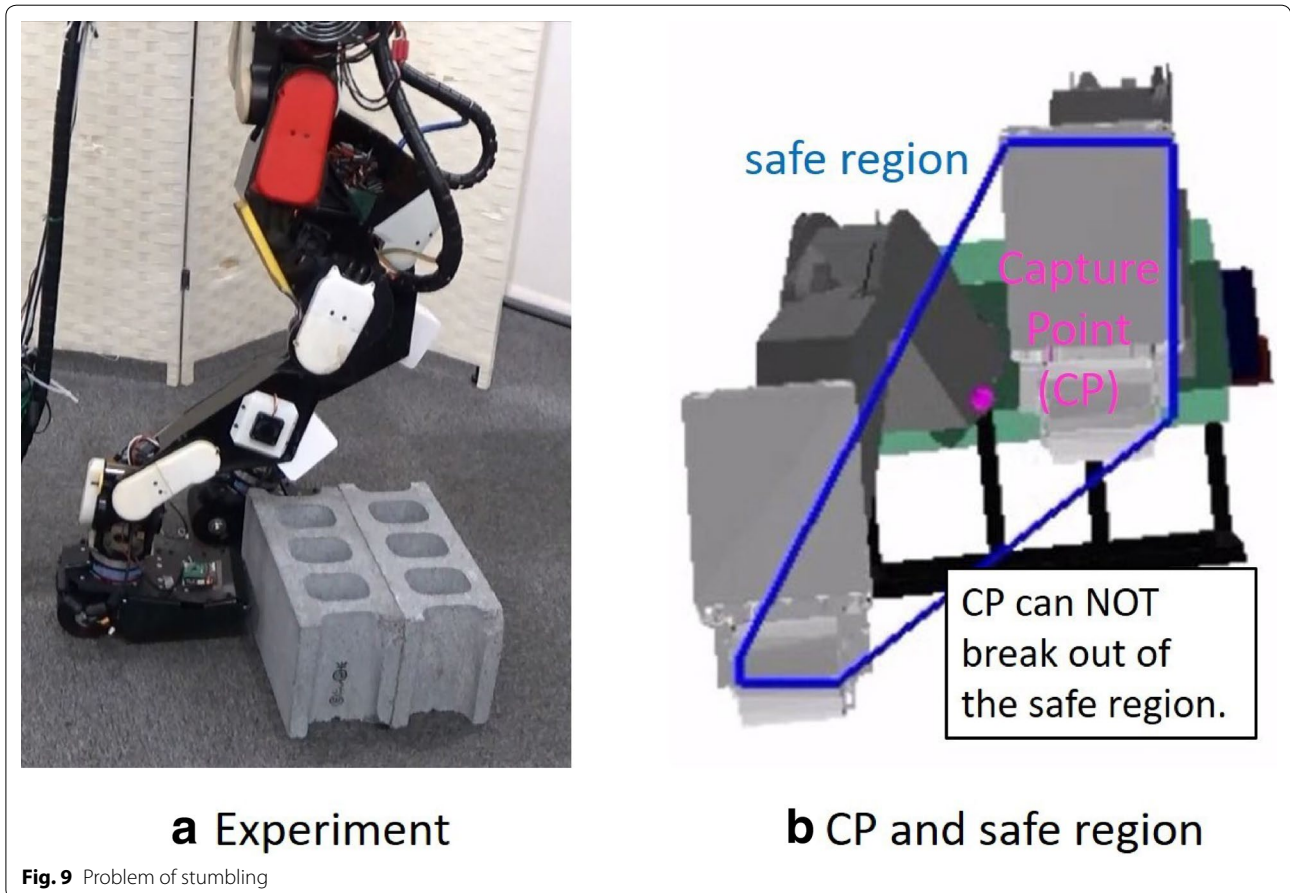 safe region
Capture
Point
(CP)
CP can NOT
break out of
the safe region.
a Experiment
b CP and safe region
Fig. 9 Problem of stumbling